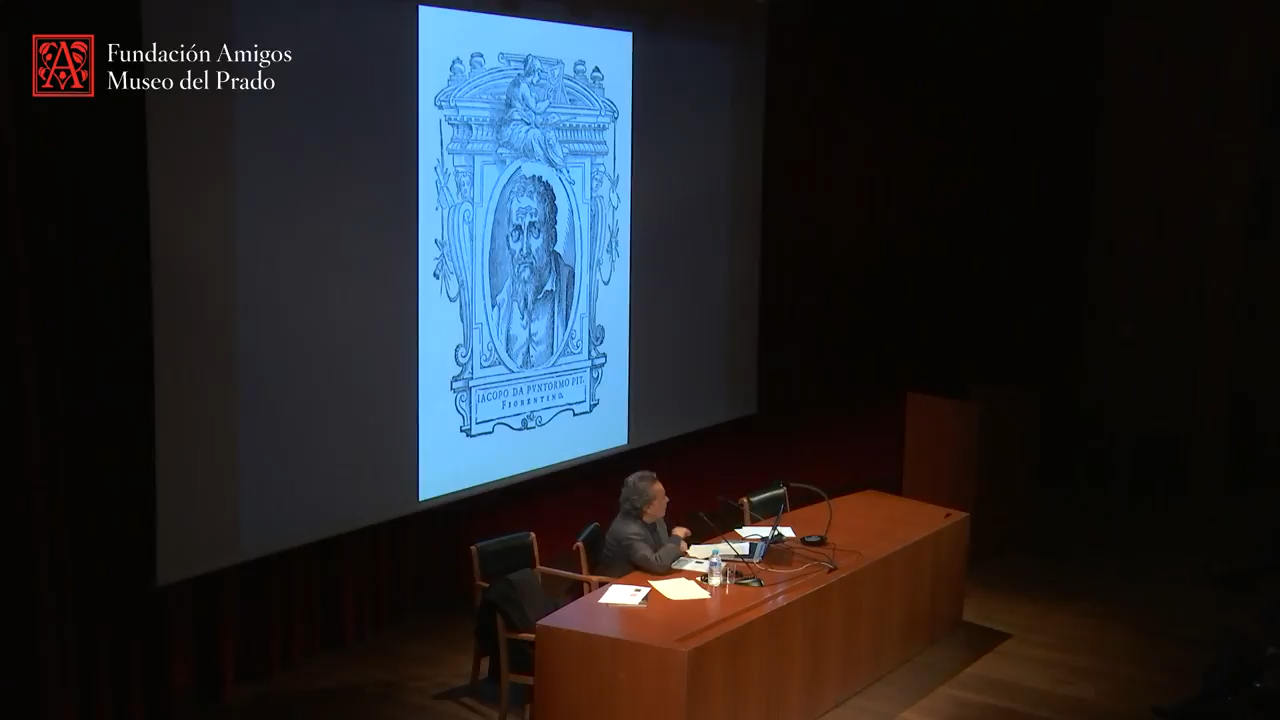 Fundación Amigos
Museo del Prado
IACOPO DA PVNTORMO PIT.
FIORENTINO.